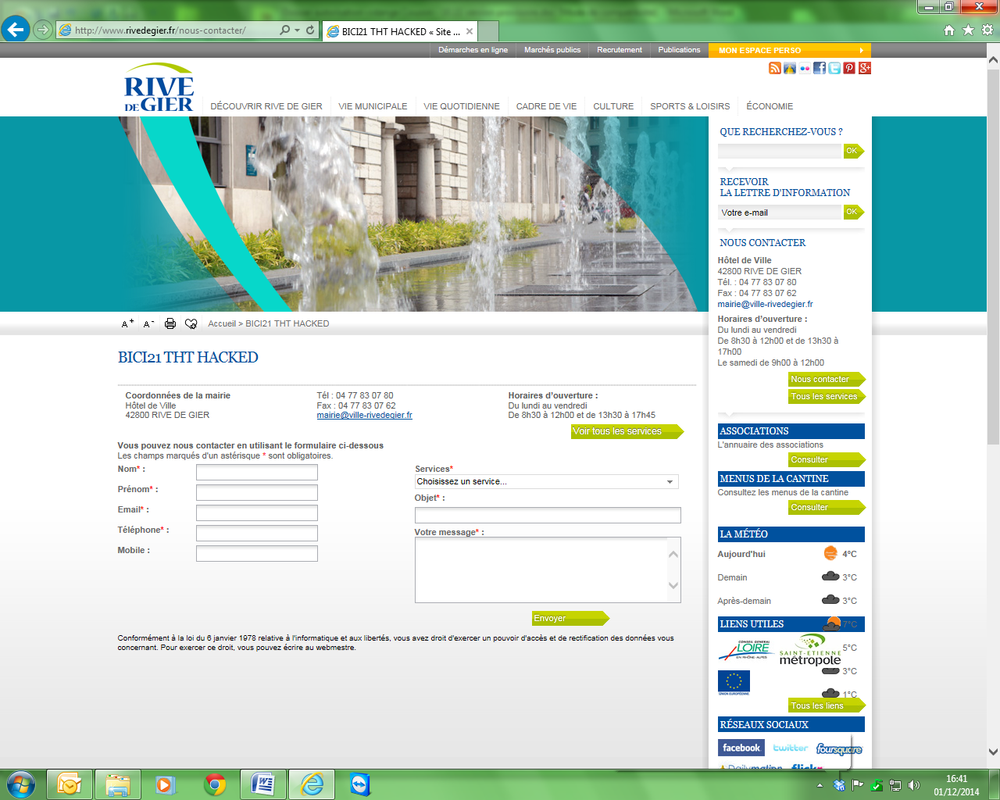 http://www.rivedegier.fr/nous-contacter/
BICI21 THT HACKED « Site ...
Démarches en ligne
Marchés publics
Recrutement
Publications
MON ESPACE PERSO
RIVE
DE GIER
DÉCOUVRIR RIVE DE GIER
VIE MUNICIPALE
VIE QUOTIDIENNE
CADRE DE VIE
CULTURE
SPORTS & LOISIRS
ÉCONOMIE
QUE RECHERCHEZ-VOUS ?
OK
RECEVOIR
LA LETTRE D'INFORMATION
Votre e-mail
OK
NOUS CONTACTER
Hôtel de Ville
42800 RIVE DE GIER
Tél. : 04 77 83 07 80
Fax : 04 77 83 07 62
mairie@ville-rivedegier.fr
Horaires d'ouverture :
Du lundi au vendredi
De 8h30 à 12h00 et de 13h30 à
17h00
Le samedi de 9h00 à 12h00
Nous contacter
Tous les services
A+ A-
Accueil > BICI21 THT HACKED
BICI21 THT HACKED
Coordonnées de la mairie
Hôtel de Ville
42800 RIVE DE GIER
Tél : 04 77 83 07 80
Fax : 04 77 83 07 62
mairie@ville-rivedegier.fr
Horaires d'ouverture :
Du lundi au vendredi
De 8h30 à 12h00 et de 13h30 à 17h45
Voir tous les services
Vous pouvez nous contacter en utilisant le formulaire ci-dessous
Les champs marqués d'un astérisque * sont obligatoires.
Nom* :
Prénom* :
Email* :
Téléphone* :
Mobile :
Services*
Choisissez un service...
Objet* :
Votre message* :
Envoyer
Conformément à la loi du 6 janvier 1978 relative à l'informatique et aux libertés, vous avez droit d'exercer un pouvoir d'accès et de rectification des données vous
concernant. Pour exercer ce droit, vous pouvez écrire au webmestre.
ASSOCIATIONS
L'annuaire des associations
Consulter
MENUS DE LA CANTINE
Consultez les menus de la cantine
Consulter
LA MÉTÉO
Aujourd'hui 4°C
Demain 3°C
Après-demain 3°C
LIENS UTILES 7°C
CONSEIL GENERAL
LOIRE
EN RHÔNE-ALPES
SAINT-ETIENNE
métropole
5°C
3°C
UNION EUROPÉENNE
1°C
Tous les liens
RÉSEAUX SOCIAUX
facebook
twitter
foursquare
Dailymotion
flickr
16:41
01/12/2014